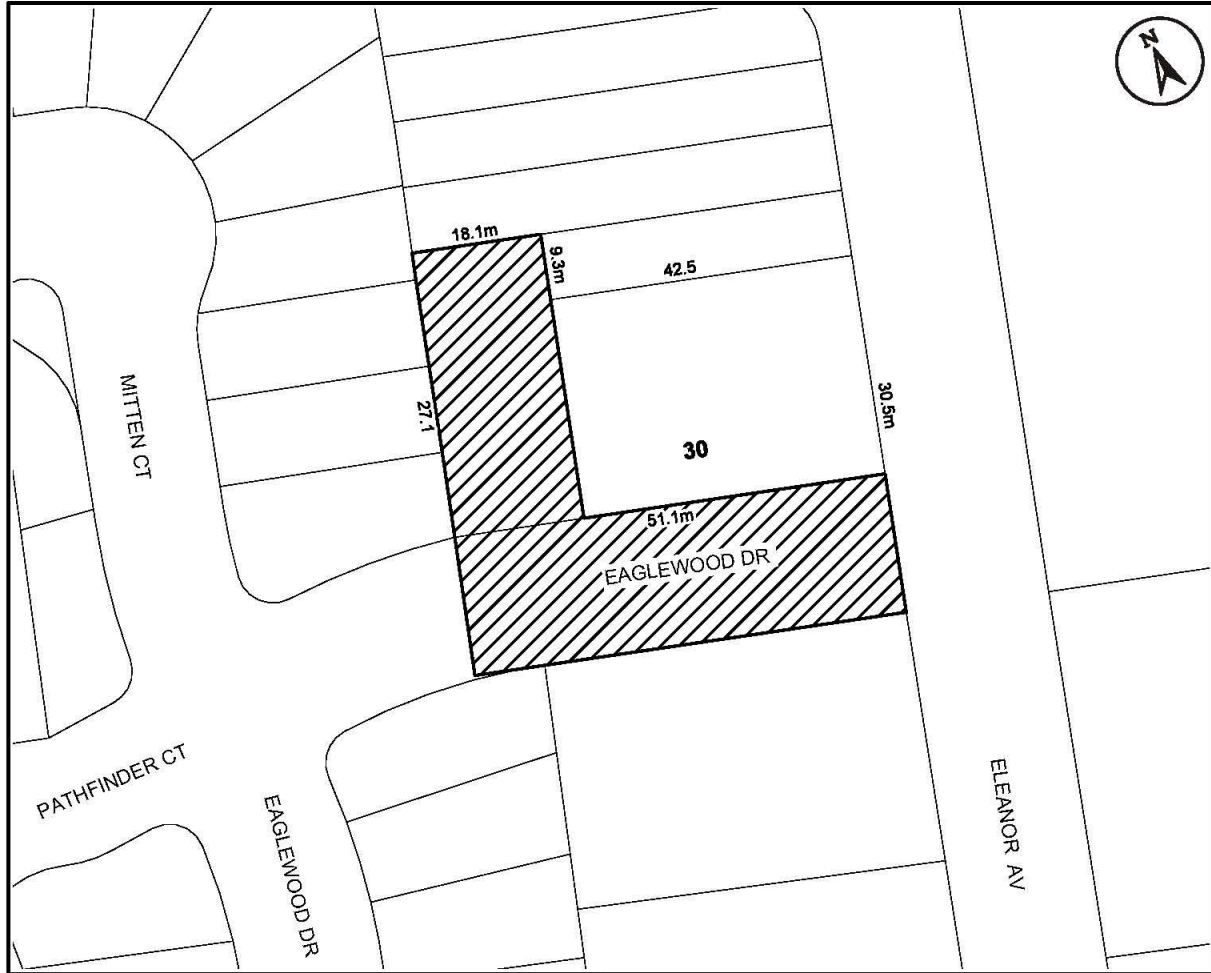 N
18.1m
9.3m
42.5
MITTEN CT
27.1
30.5m
30
51.1m
EAGLEWOOD DR
PATHFINDER CT
EAGLEWOOD DR
ELEANOR AV